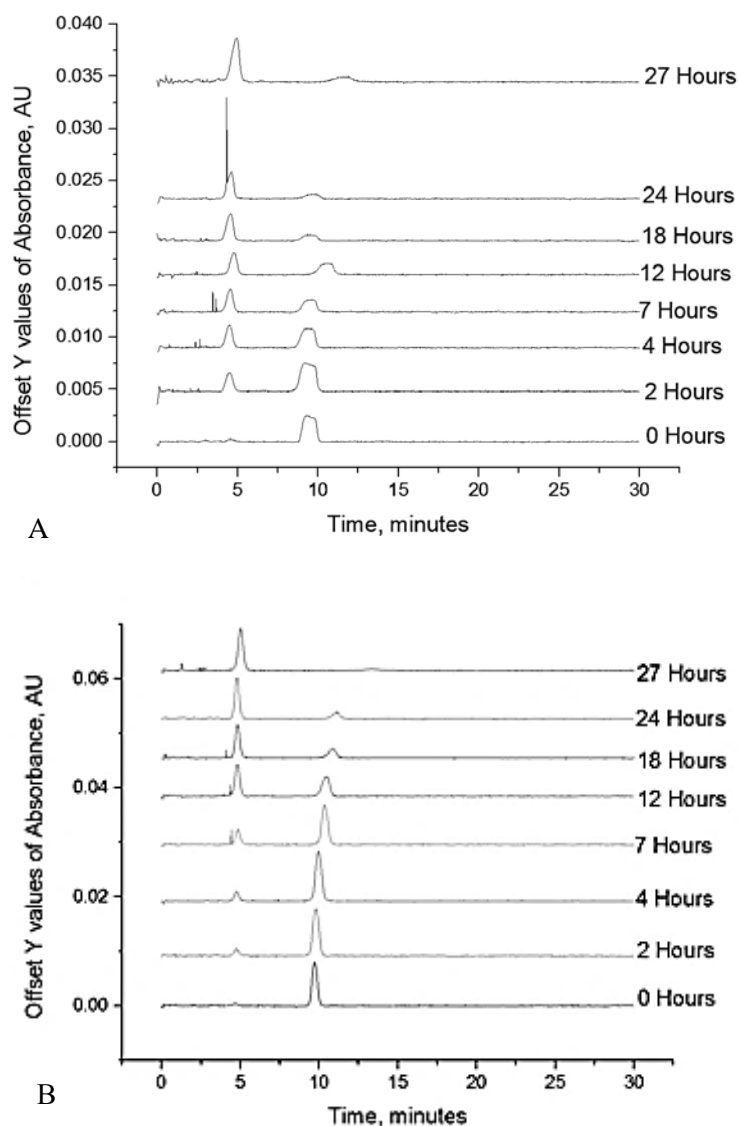 0.040
0.035
0.030
0.025
0.020
0.015
0.010
0.005
0.000
Offset Y values of Absorbance, AU
27 Hours
24 Hours
18 Hours
12 Hours
7 Hours
4 Hours
2 Hours
0 Hours
0 5 10 15 20 25 30
Time, minutes
A
0.06
0.04
0.02
0.00
Offset Y values of Absorbance, AU
27 Hours
24 Hours
18 Hours
12 Hours
7 Hours
4 Hours
2 Hours
0 Hours
0 5 10 15 20 25 30
Time, minutes
B